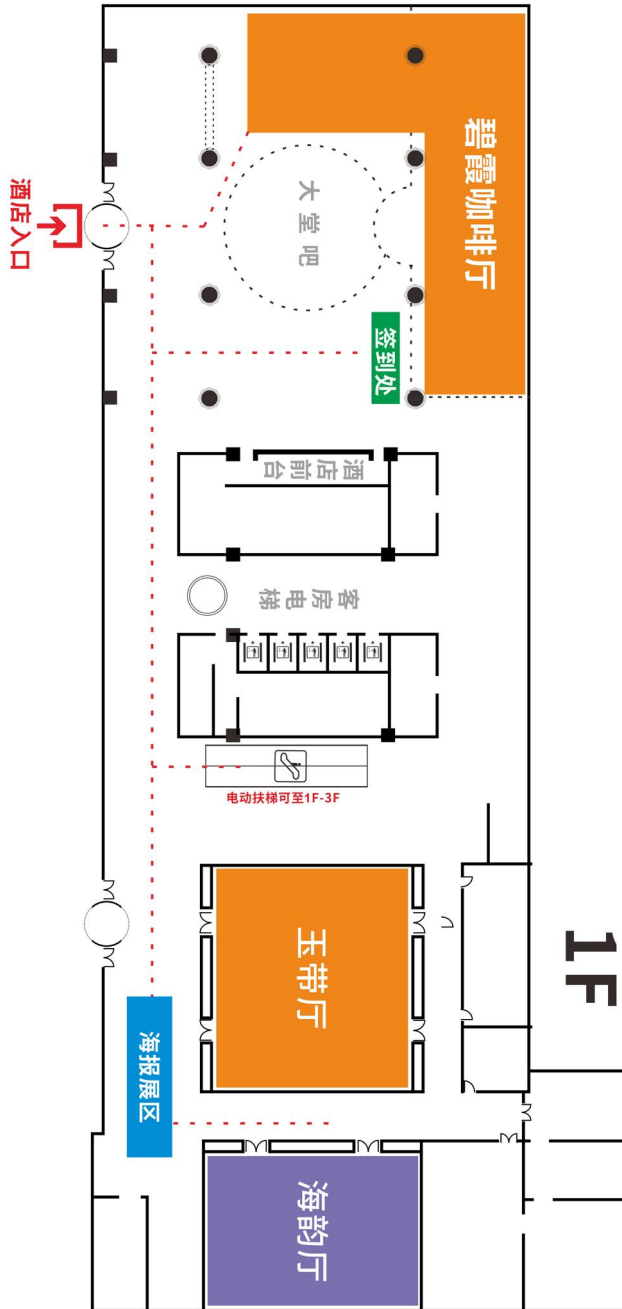 碧霞咖啡厅
大堂吧
酒店入口
签到处
酒店前台
客房电梯
电动扶梯可至1F-3F
1F
玉带厅
海报展区
海韵厅